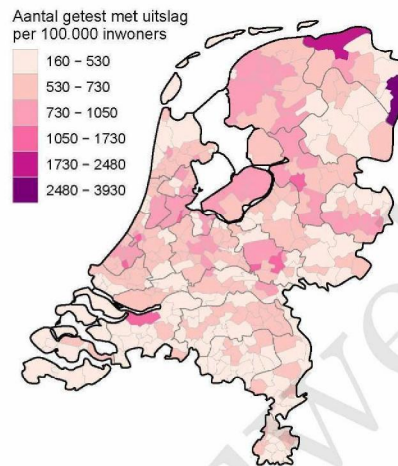 Aantal getest met uitslag
per 100.000 inwoners
160 – 530
530 – 730
730 – 1050
1050 – 1730
1730 – 2480
2480 – 3930